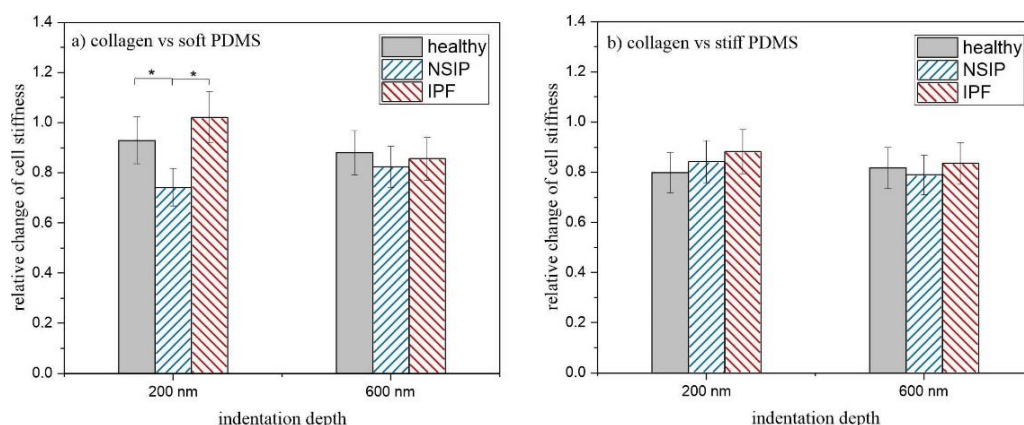 a) collagen vs soft PDMS
healthy
NSIP
IPF
* *
relative change of cell stiffness
1.4
1.2
1.0
0.8
0.6
0.4
0.2
0.0
200 nm
600 nm
indentation depth
b) collagen vs stiff PDMS
healthy
NSIP
IPF
relative change of cell stiffness
1.4
1.2
1.0
0.8
0.6
0.4
0.2
0.0
200 nm
600 nm
indentation depth